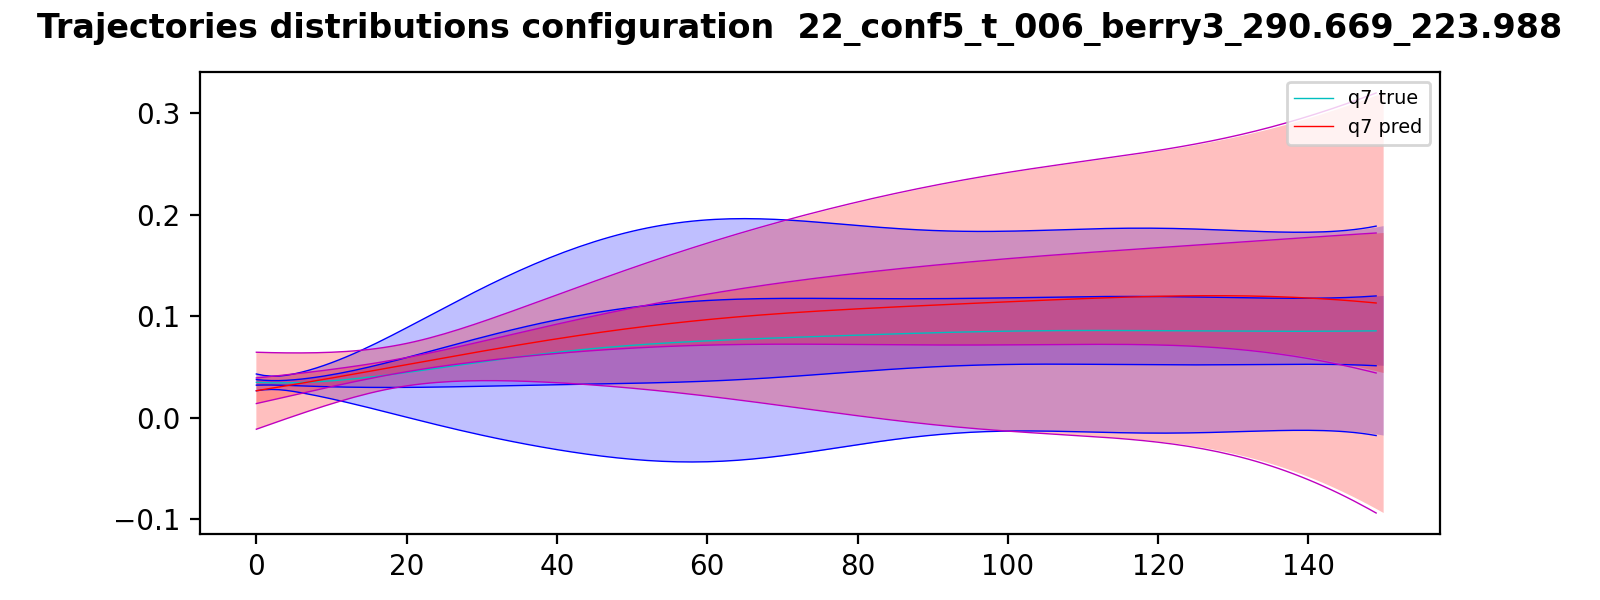 Trajectories distributions configuration  22_conf5_t_006_berry3_290.669_223.988
q7 true
q7 pred
0.3
0.2
0.1
0.0
−0.1
0 20 40 60 80 100 120 140